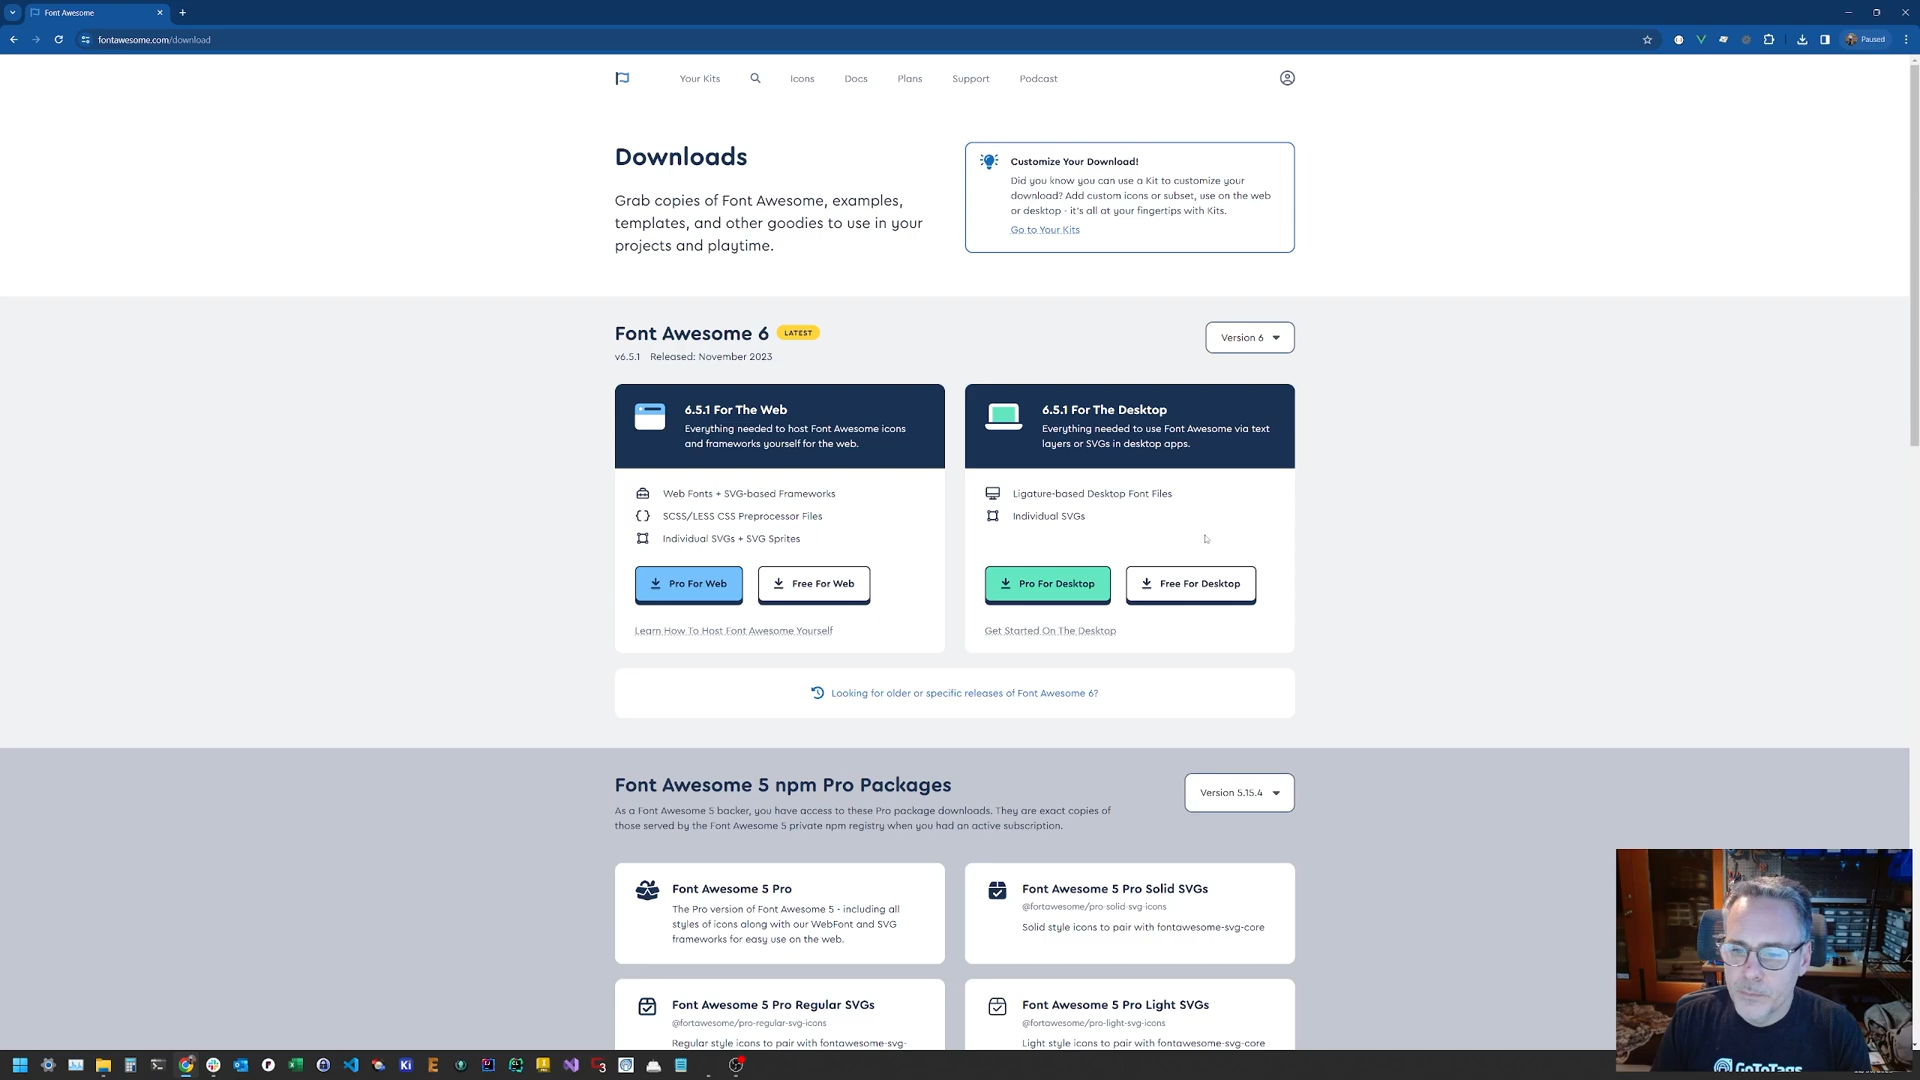 Font Awesome
fontawesome.com/download
Paused
Your Kits
Icons
Docs
Plans
Support
Podcast
Downloads
Grab copies of Font Awesome, examples,
templates, and other goodies to use in your
projects and playtime.
Customize Your Download!
Did you know you can use a Kit to customize your
download? Add custom icons or subset, use on the web
or desktop - it's all at your fingertips with Kits.
Go to Your Kits
Font Awesome 6 LATEST
v6.5.1 Released: November 2023
Version 6
6.5.1 For The Web
Everything needed to host Font Awesome icons
and frameworks yourself for the web.
Web Fonts + SVG-based Frameworks
SCSS/LESS CSS Preprocessor Files
Individual SVGs + SVG Sprites
Pro For Web
Free For Web
Learn How To Host Font Awesome Yourself
6.5.1 For The Desktop
Everything needed to use Font Awesome via text
layers or SVGs in desktop apps.
Ligature-based Desktop Font Files
Individual SVGs
Pro For Desktop
Free For Desktop
Get Started On The Desktop
Looking for older or specific releases of Font Awesome 6?
Font Awesome 5 npm Pro Packages
As a Font Awesome 5 backer, you have access to these Pro package downloads. They are exact copies of
those served by the Font Awesome 5 private npm registry when you had an active subscription.
Version 5.15.4
Font Awesome 5 Pro
The Pro version of Font Awesome 5 - including all
styles of icons along with our WebFont and SVG
frameworks for easy use on the web.
Font Awesome 5 Pro Solid SVGs
@fortawesome/pro-solid-svg-icons
Solid style icons to pair with fontawesome-svg-core
Font Awesome 5 Pro Regular SVGs
@fortawesome/pro-regular-svg-icons
Regular style icons to pair with fontawesome-svg-
Font Awesome 5 Pro Light SVGs
@fortawesome/pro-light-svg-icons
Light style icons to pair with fontawesome-svg-core
Ki
GoToTags